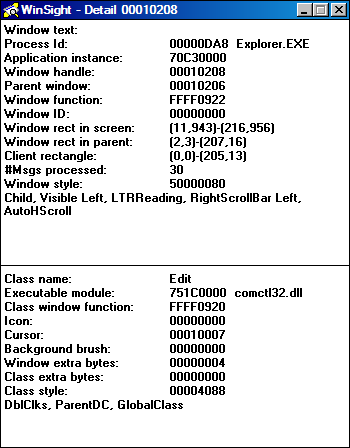 WinSight - Detail 00010208
Window text:
Process Id: 00000DA8 Explorer.EXE
Application instance: 70C30000
Window handle: 00010208
Parent window: 00010206
Window function: FFFF0922
Window ID: 00000000
Window rect in screen: (11,943)-(216,956)
Window rect in parent: (2,3)-(207,16)
Client rectangle: (0,0)-(205,13)
#Msgs processed: 30
Window style: 50000080
Child, Visible Left, LTRReading, RightScrollBar Left,
AutoHScroll
Class name: Edit
Executable module: 751C0000 comctl32.dll
Class window function: FFFF0920
Icon: 00000000
Cursor: 00010007
Background brush: 00000000
Window extra bytes: 00000004
Class extra bytes: 00000000
Class style: 00004088
DblClks, ParentDC, GlobalClass